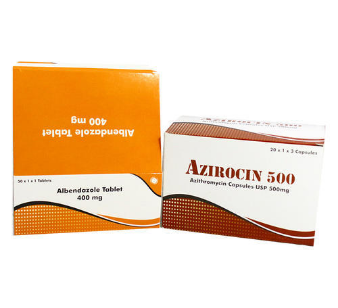 Albendazole Tablet
400 mg
50 x 1 x 1 Tablets
Albendazole Tablet
400 mg
20 x 1 x 3 Capsules
AZIROCIN 500
Azithromycin Capsules USP 500mg